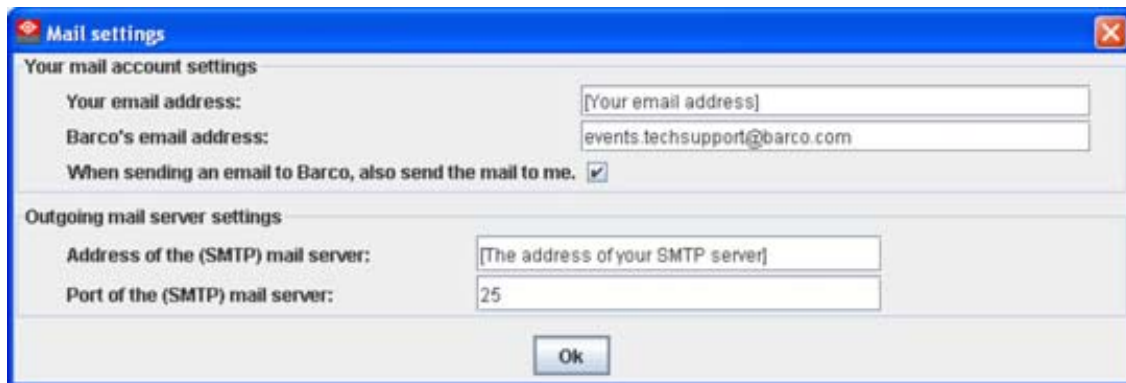 Mail settings
Your mail account settings
Your email address: [Your email address]
Barco's email address: events.techsupport@barco.com
When sending an email to Barco, also send the mail to me.
Outgoing mail server settings
Address of the (SMTP) mail server: [The address of your SMTP server]
Port of the (SMTP) mail server: 25
Ok